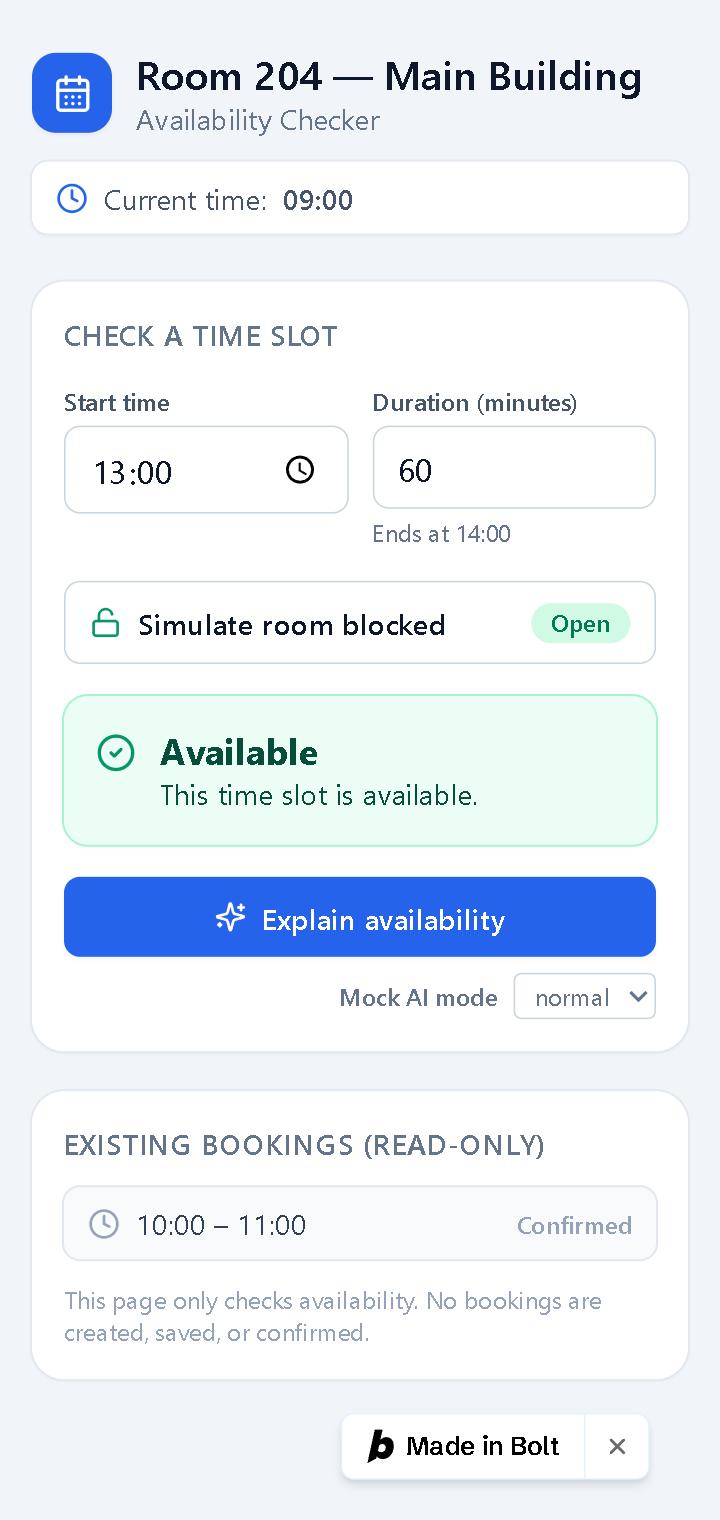 Room 204 — Main Building
Availability Checker
Current time: 09:00
CHECK A TIME SLOT
Start time
Duration (minutes)
13:00
60
Ends at 14:00
Simulate room blocked
Open
Available
This time slot is available.
Explain availability
Mock AI mode
normal
EXISTING BOOKINGS (READ-ONLY)
10:00 – 11:00
Confirmed
This page only checks availability. No bookings are
created, saved, or confirmed.
b Made in Bolt